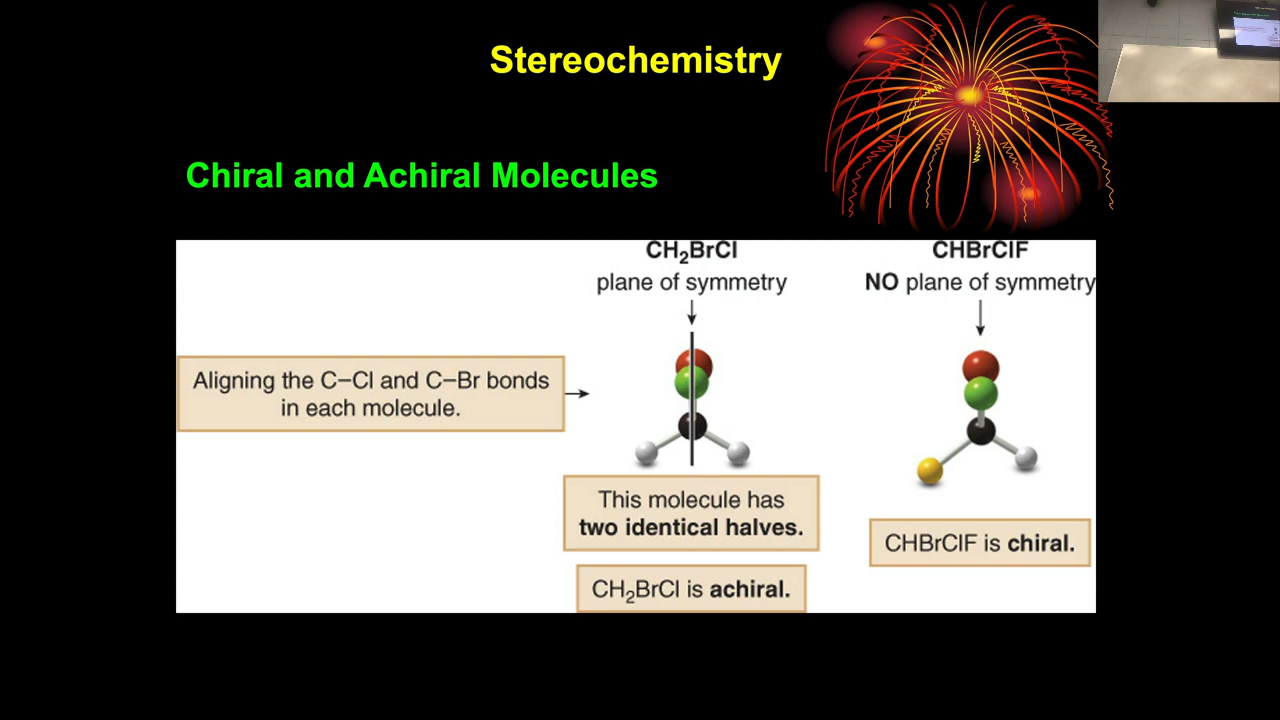 Stereochemistry
Chiral and Achiral Molecules
CH₂BrCl
plane of symmetry
CHBrClF
NO plane of symmetry
Aligning the C–Cl and C–Br bonds
in each molecule.
This molecule has
two identical halves.
CH₂BrCl is achiral.
CHBrClF is chiral.